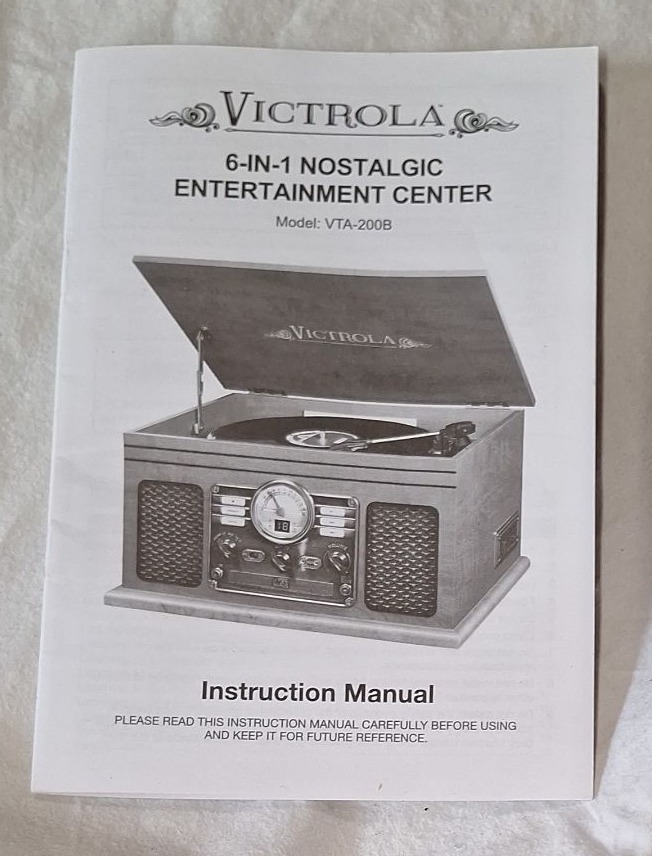 VICTROLA
6-IN-1 NOSTALGIC
ENTERTAINMENT CENTER
Model: VTA-200B
VICTROLA
18
Instruction Manual
PLEASE READ THIS INSTRUCTION MANUAL CAREFULLY BEFORE USING
AND KEEP IT FOR FUTURE REFERENCE.